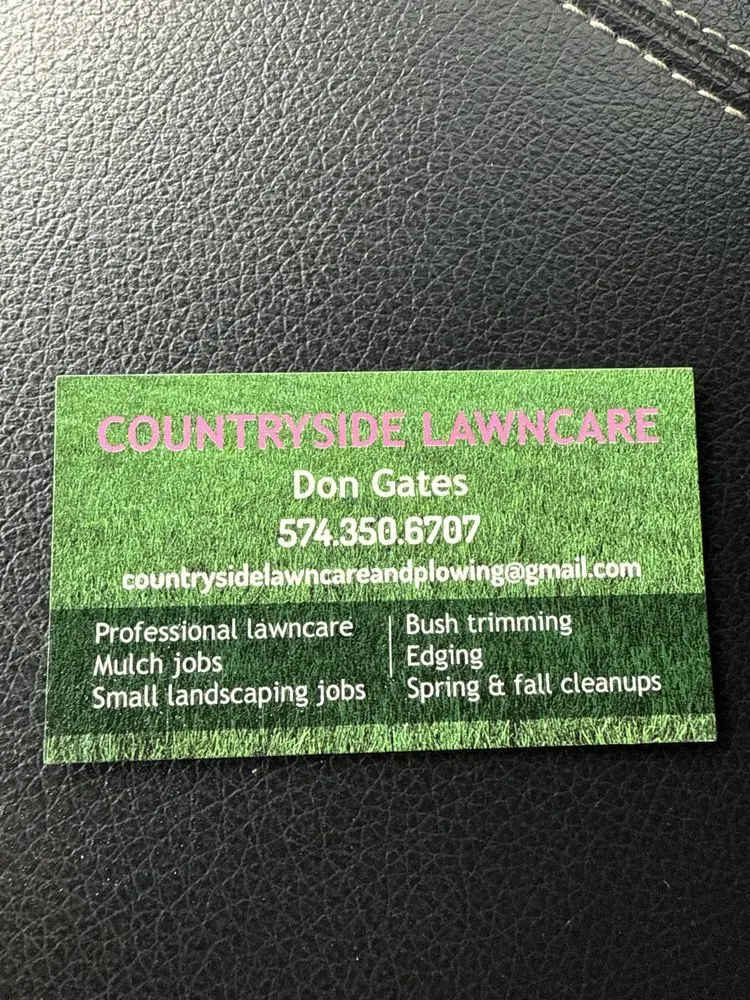 COUNTRYSIDE LAWNCARE
Don Gates
574.350.6707
countrysidelawncareandplowing@gmail.com
Professional lawncare
Mulch jobs
Small landscaping jobs
Bush trimming
Edging
Spring & fall cleanups